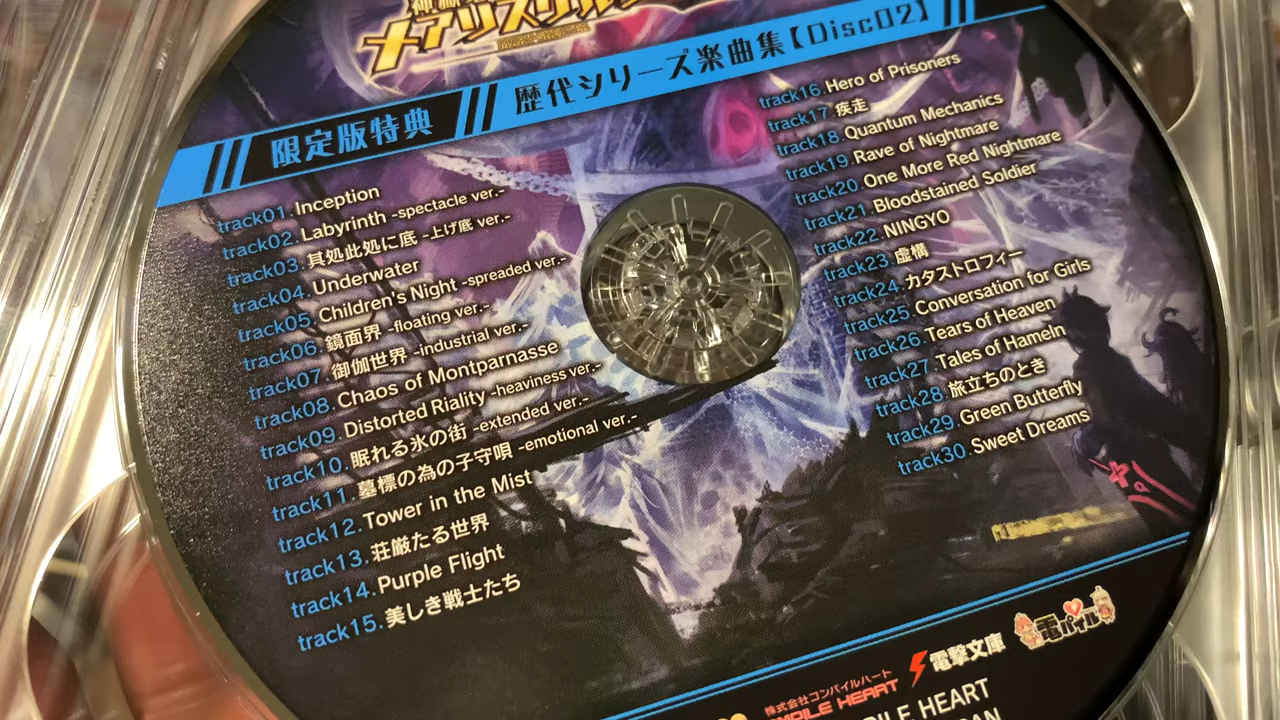 メアリスケルター
限定版特典
歴代シリーズ楽曲集【Disc02】
track01.Inception
track02.Labyrinth -spectacle ver.-
track03.其処此処に底 -上げ底 ver.-
track04.Underwater
track05.Children's Night -spreaded ver.-
track06.鏡面界 -floating ver.-
track07.御伽世界 -industrial ver.-
track08.Chaos of Montparnasse
track09.Distorted Riality -heaviness ver.-
track10.眠れる氷の街 -extended ver.-
track11.墓標の為の子守唄 -emotional ver.-
track12.Tower in the Mist
track13.荘厳たる世界
track14.Purple Flight
track15.美しき戦士たち
track16.Hero of Prisoners
track17.疾走
track18.Quantum Mechanics
track19.Rave of Nightmare
track20.One More Red Nightmare
track21.Bloodstained Soldier
track22.NINGYO
track23.虚構
track24.カタストロフィー
track25.Conversation for Girls
track26.Tears of Heaven
track27.Tales of Hameln
track28.旅立ちのとき
track29.Green Butterfly
track30.Sweet Dreams
株式会社コンパイルハート
電撃文庫
電パイル
HEART